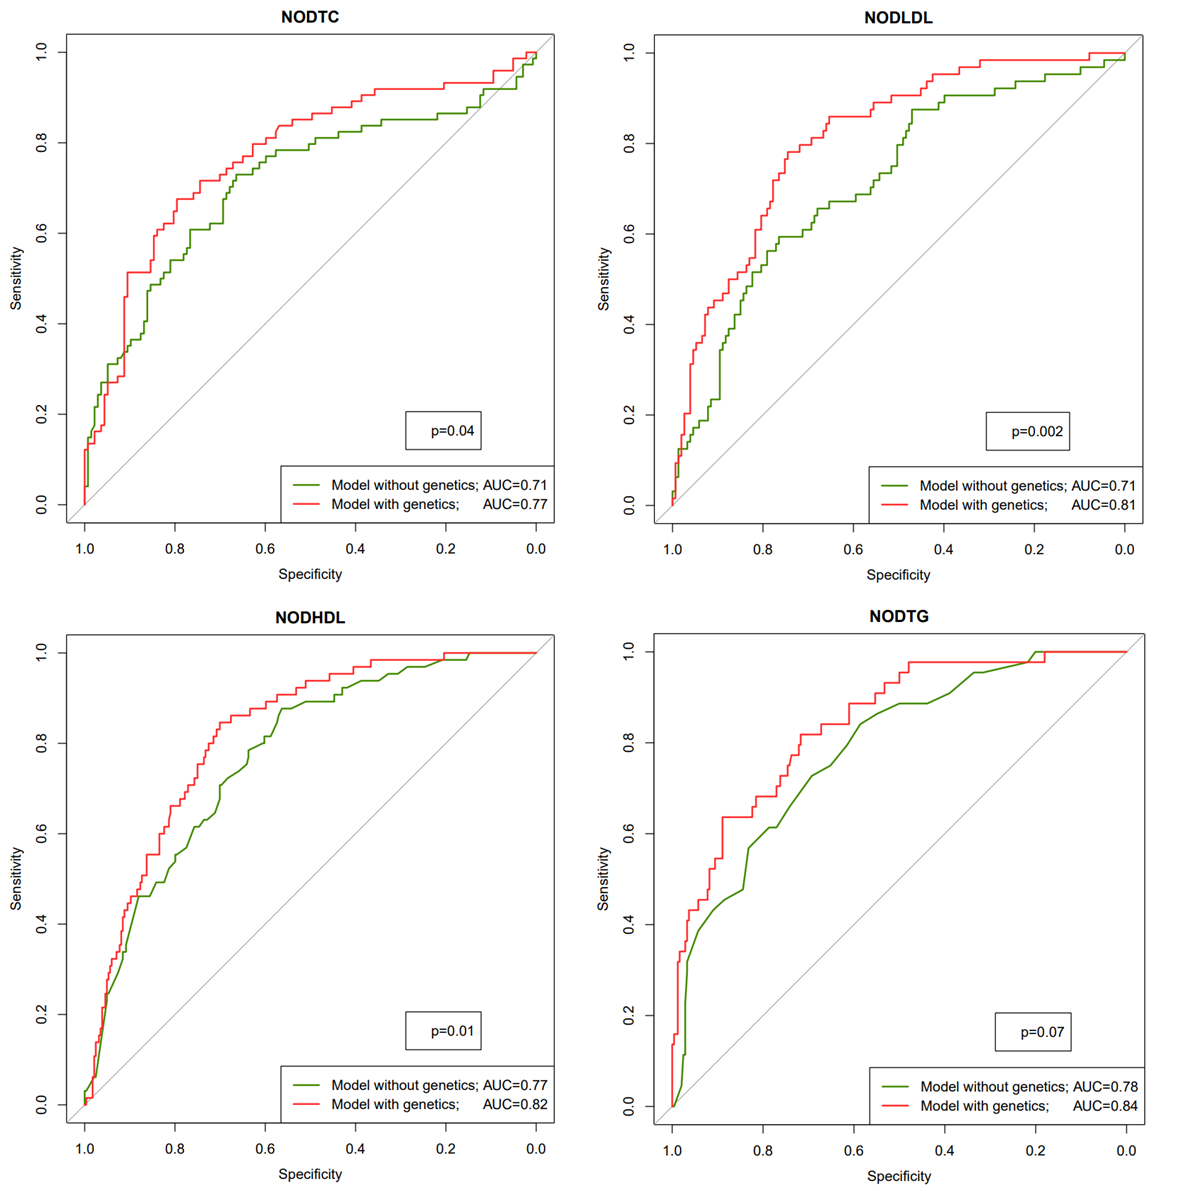 NODTC
1.0
0.8
0.6
0.4
0.2
0.0
Sensitivity
p=0.04
Model without genetics; AUC=0.71
Model with genetics; AUC=0.77
1.0 0.8 0.6 0.4 0.2 0.0
Specificity
NODLDL
1.0
0.8
0.6
0.4
0.2
0.0
Sensitivity
p=0.002
Model without genetics; AUC=0.71
Model with genetics; AUC=0.81
1.0 0.8 0.6 0.4 0.2 0.0
Specificity
NODHDL
1.0
0.8
0.6
0.4
0.2
0.0
Sensitivity
p=0.01
Model without genetics; AUC=0.77
Model with genetics; AUC=0.82
1.0 0.8 0.6 0.4 0.2 0.0
Specificity
NODTG
1.0
0.8
0.6
0.4
0.2
0.0
Sensitivity
p=0.07
Model without genetics; AUC=0.78
Model with genetics; AUC=0.84
1.0 0.8 0.6 0.4 0.2 0.0
Specificity